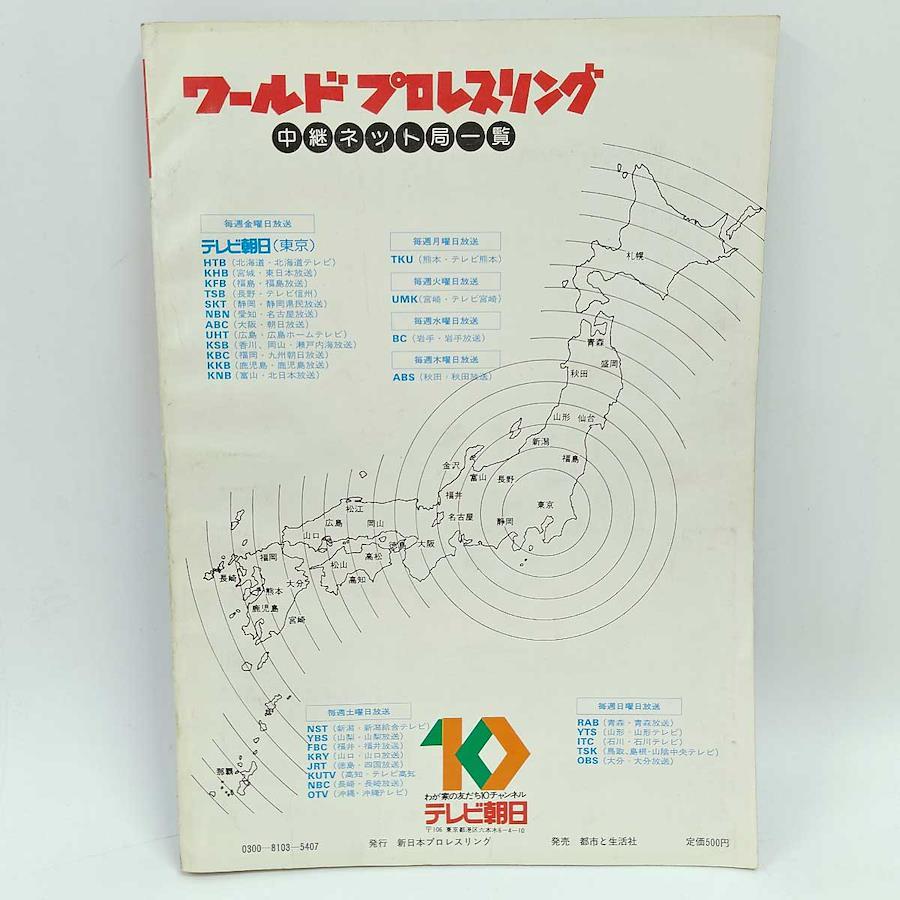 ワールドプロレスリング
中継ネット局一覧
毎週金曜日放送
テレビ朝日(東京)
HTB(北海道・北海道テレビ)
KHB(宮城・東日本放送)
KFB(福島・福島放送)
TSB(長野・テレビ信州)
SKT(静岡・静岡県民放送)
NBN(愛知・名古屋放送)
ABC(大阪・朝日放送)
UHT(広島・広島ホームテレビ)
KSB(香川、岡山・瀬戸内海放送)
KBC(福岡・九州朝日放送)
KKB(鹿児島・鹿児島放送)
KNB(富山・北日本放送)
毎週月曜日放送
TKU(熊本・テレビ熊本)
毎週火曜日放送
UMK(宮崎・テレビ宮崎)
毎週水曜日放送
BC(岩手・岩手放送)
毎週木曜日放送
ABS(秋田・秋田放送)
札幌
青森
盛岡
秋田
山形 仙台
新潟
福島
金沢
富山 長野
福井
東京
名古屋
静岡
松江
広島 岡山
山口
徳島
大阪
福岡
高松
松山
高知
長崎
大分
熊本
鹿児島
宮崎
那覇
毎週土曜日放送
NST(新潟・新潟総合テレビ)
YBS(山梨・山梨放送)
FBC(福井・福井放送)
KRY(山口・山口放送)
JRT(徳島・四国放送)
KUTV(高知・テレビ高知)
NBC(長崎・長崎放送)
OTV(沖縄・沖縄テレビ)
10
わが家の友だち10チャンネル
テレビ朝日
〒106 東京都港区六本木6-4-10
毎週日曜日放送
RAB(青森・青森放送)
YTS(山形・山形テレビ)
ITC(石川・石川テレビ)
TSK(鳥取、島根・山陰中央テレビ)
OBS(大分・大分放送)
0300—8103—5407 発行 新日本プロレスリング 発売 都市と生活社 定価500円